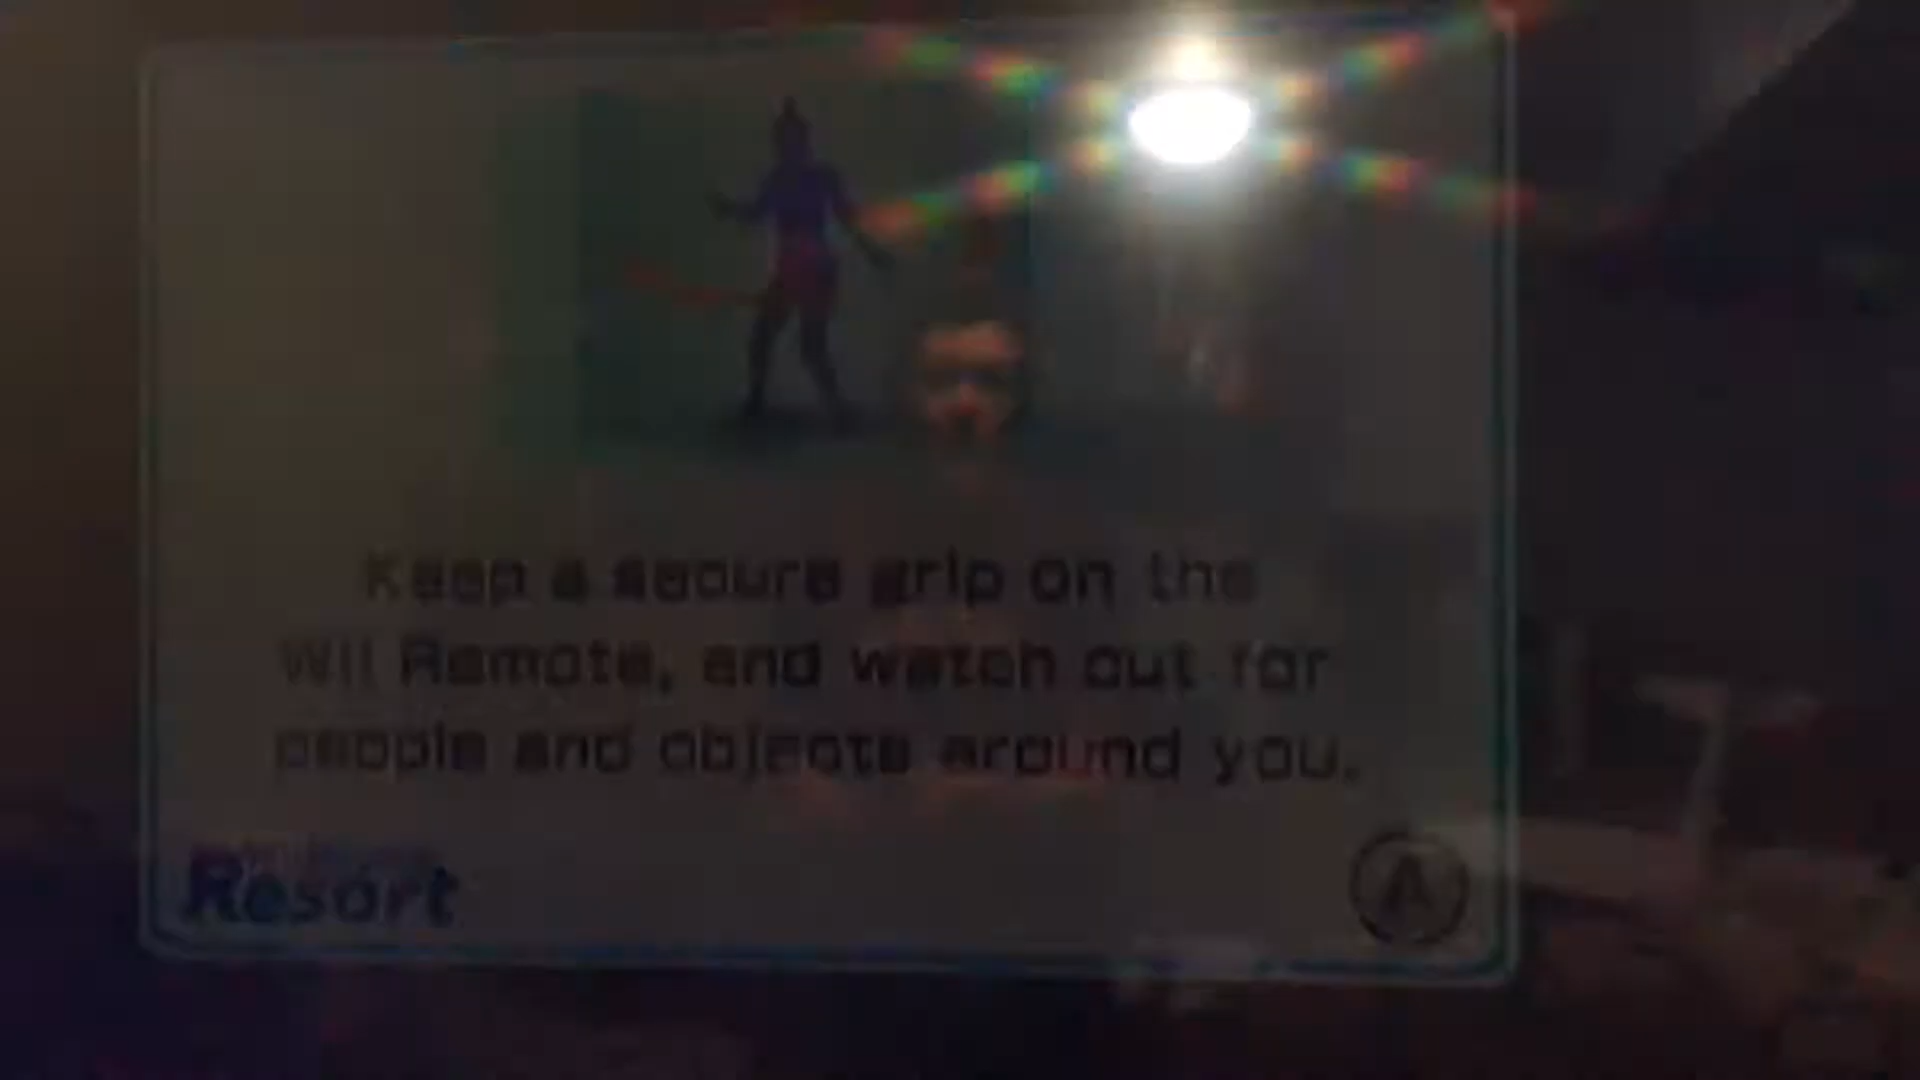 Keep a secure grip on the
Wii Remote, and watch out for
people and objects around you.
Resort
A